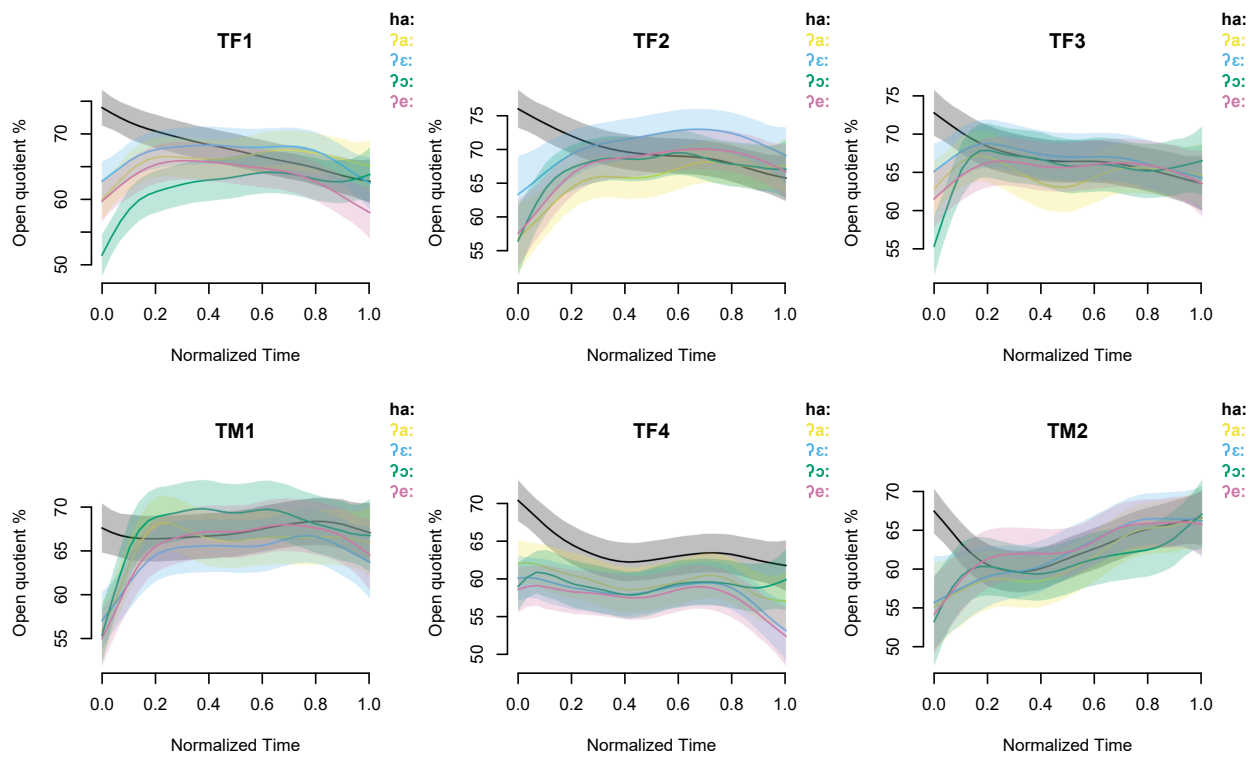 TF1
ha:
ʔa:
ʔɛ:
ʔɔ:
ʔe:
Open quotient %
70
60
50
0.0 0.2 0.4 0.6 0.8 1.0
Normalized Time
TF2
ha:
ʔa:
ʔɛ:
ʔɔ:
ʔe:
Open quotient %
75
70
65
60
55
0.0 0.2 0.4 0.6 0.8 1.0
Normalized Time
TF3
ha:
ʔa:
ʔɛ:
ʔɔ:
ʔe:
Open quotient %
75
70
65
60
55
0.0 0.2 0.4 0.6 0.8 1.0
Normalized Time
TM1
ha:
ʔa:
ʔɛ:
ʔɔ:
ʔe:
Open quotient %
70
65
60
55
0.0 0.2 0.4 0.6 0.8 1.0
Normalized Time
TF4
ha:
ʔa:
ʔɛ:
ʔɔ:
ʔe:
Open quotient %
70
65
60
55
50
0.0 0.2 0.4 0.6 0.8 1.0
Normalized Time
TM2
ha:
ʔa:
ʔɛ:
ʔɔ:
ʔe:
Open quotient %
70
65
60
55
50
0.0 0.2 0.4 0.6 0.8 1.0
Normalized Time